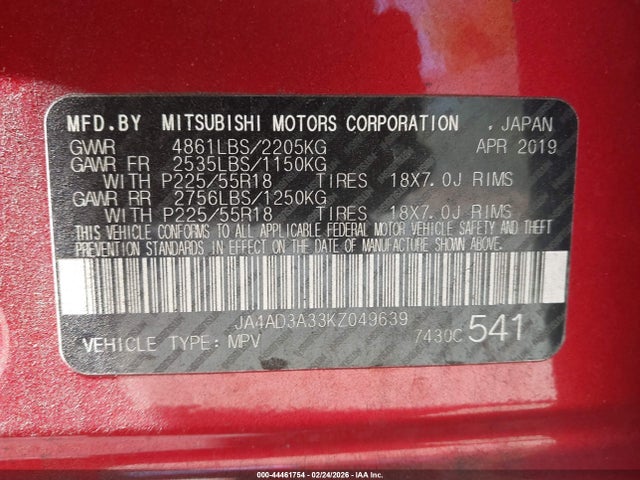 MFD.BY MITSUBISHI MOTORS CORPORATION . JAPAN
GVWR 4861LBS/2205KG APR 2019
GAWR FR 2535LBS/1150KG
WITH P225/55R18 TIRES 18X7.0J RIMS
GAWR RR 2756LBS/1250KG
WITH P225/55R18 TIRES 18X7.0J RIMS
THIS VEHICLE CONFORMS TO ALL APPLICABLE FEDERAL MOTOR VEHICLE SAFETY AND THEFT
PREVENTION STANDARDS IN EFFECT ON THE DATE OF MANUFACTURE SHOWN ABOVE.
JA4AD3A33KZ049639
VEHICLE TYPE:MPV 7430C 541
000-44461754 - 02/24/2026 - IAA Inc.